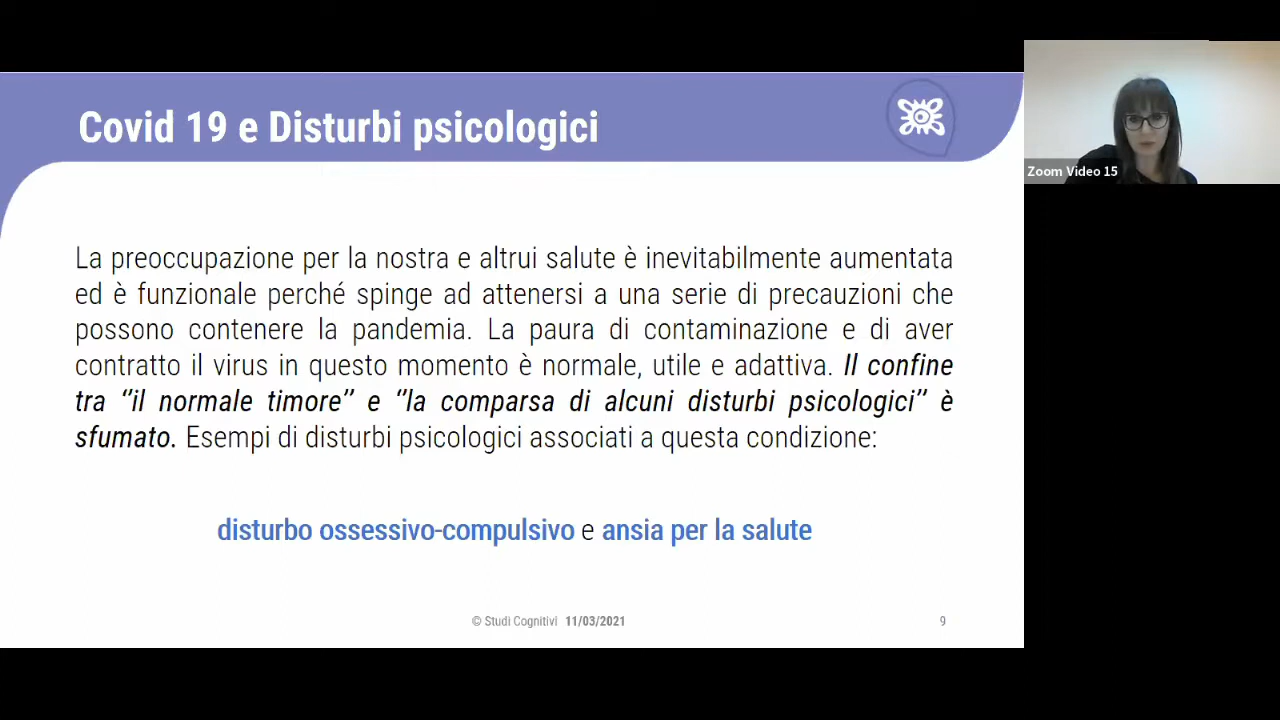 Covid 19 e Disturbi psicologici
Zoom Video 15
La preoccupazione per la nostra e altrui salute è inevitabilmente aumentata
ed è funzionale perché spinge ad attenersi a una serie di precauzioni che
possono contenere la pandemia. La paura di contaminazione e di aver
contratto il virus in questo momento è normale, utile e adattiva. Il confine
tra ‘‘il normale timore’’ e ‘‘la comparsa di alcuni disturbi psicologici’’ è
sfumato. Esempi di disturbi psicologici associati a questa condizione:
disturbo ossessivo-compulsivo e ansia per la salute
© Studi Cognitivi 11/03/2021
9